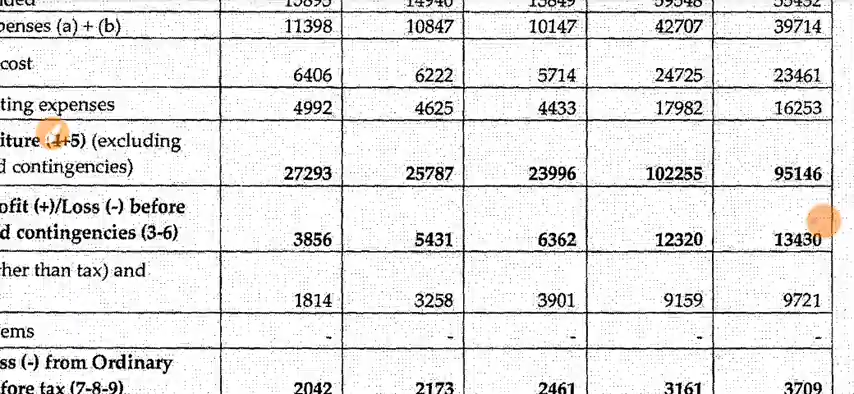 penses (a) + (b) 11398 10847 10147 42707 39714
cost
6406 6222 5714 24725 23461
ting expenses 4992 4625 4433 17982 16253
iture (4+5) (excluding
d contingencies) 27293 25787 23996 102255 95146
ofit (+)/Loss (-) before
d contingencies (3-6) 3856 5431 6362 12320 13430
her than tax) and
1814 3258 3901 9159 9721
ems - - - - -
ss (-) from Ordinary
fore tax (7-8-9) 2042 2173 2461 3161 3709